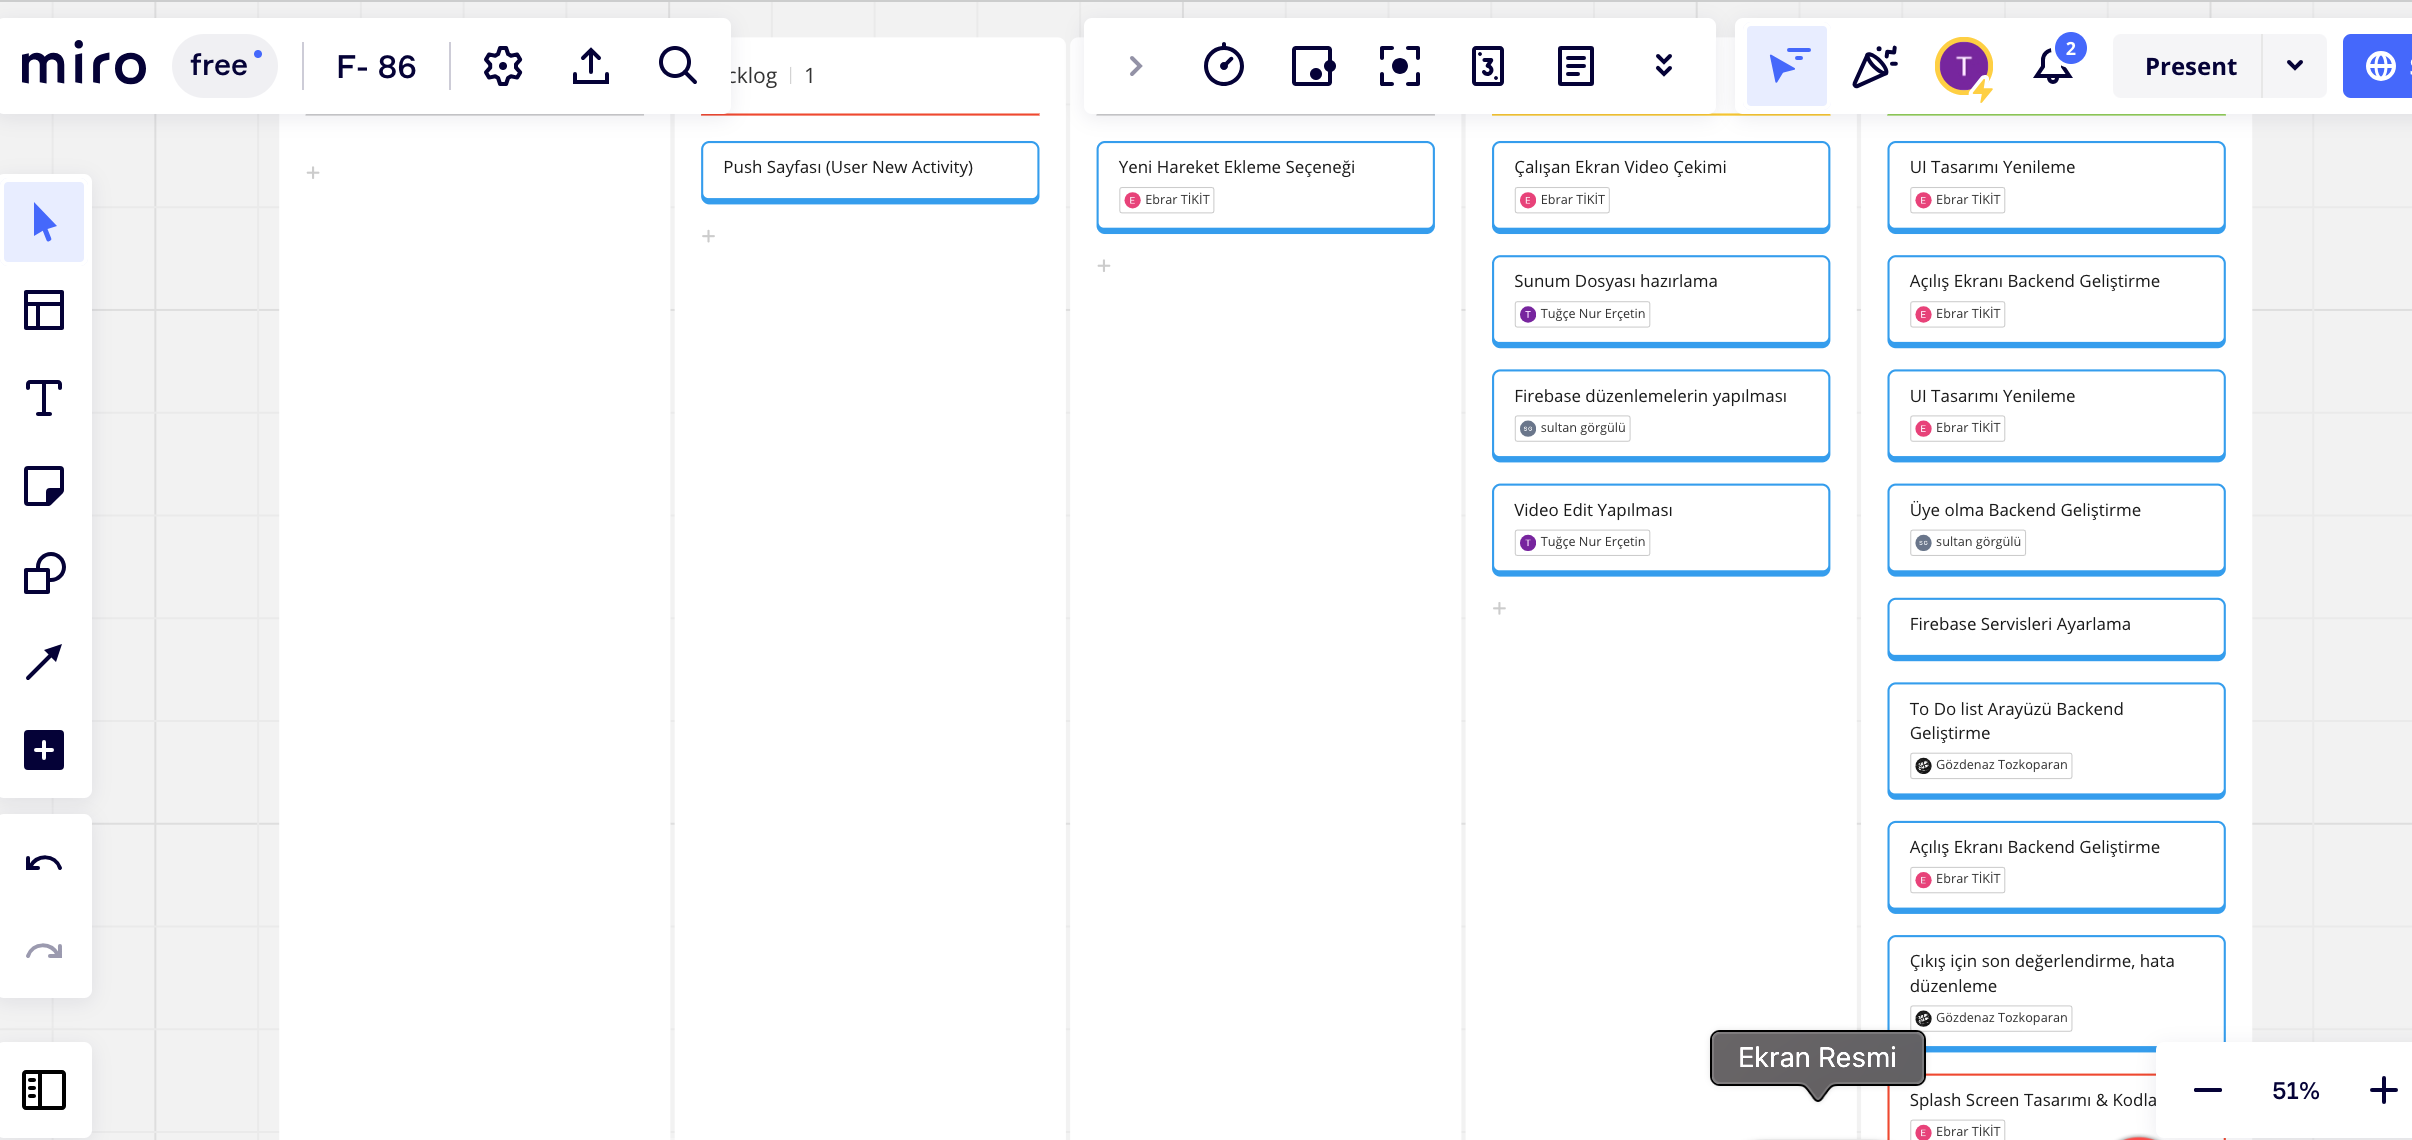 miro
free
F- 86
cklog
1
3
T
2
Present
Push Sayfası (User New Activity)
Yeni Hareket Ekleme Seçeneği
E Ebrar TİKİT
Çalışan Ekran Video Çekimi
E Ebrar TİKİT
Sunum Dosyası hazırlama
T Tuğçe Nur Erçetin
Firebase düzenlemelerin yapılması
SG sultan görgülü
Video Edit Yapılması
T Tuğçe Nur Erçetin
UI Tasarımı Yenileme
E Ebrar TİKİT
Açılış Ekranı Backend Geliştirme
E Ebrar TİKİT
UI Tasarımı Yenileme
E Ebrar TİKİT
Üye olma Backend Geliştirme
SG sultan görgülü
Firebase Servisleri Ayarlama
To Do list Arayüzü Backend
Geliştirme
Gözdenaz Tozkoparan
Açılış Ekranı Backend Geliştirme
E Ebrar TİKİT
Çıkış için son değerlendirme, hata
düzenleme
Gözdenaz Tozkoparan
Splash Screen Tasarımı & Kodla
E Ebrar TİKİT
Ekran Resmi
51%